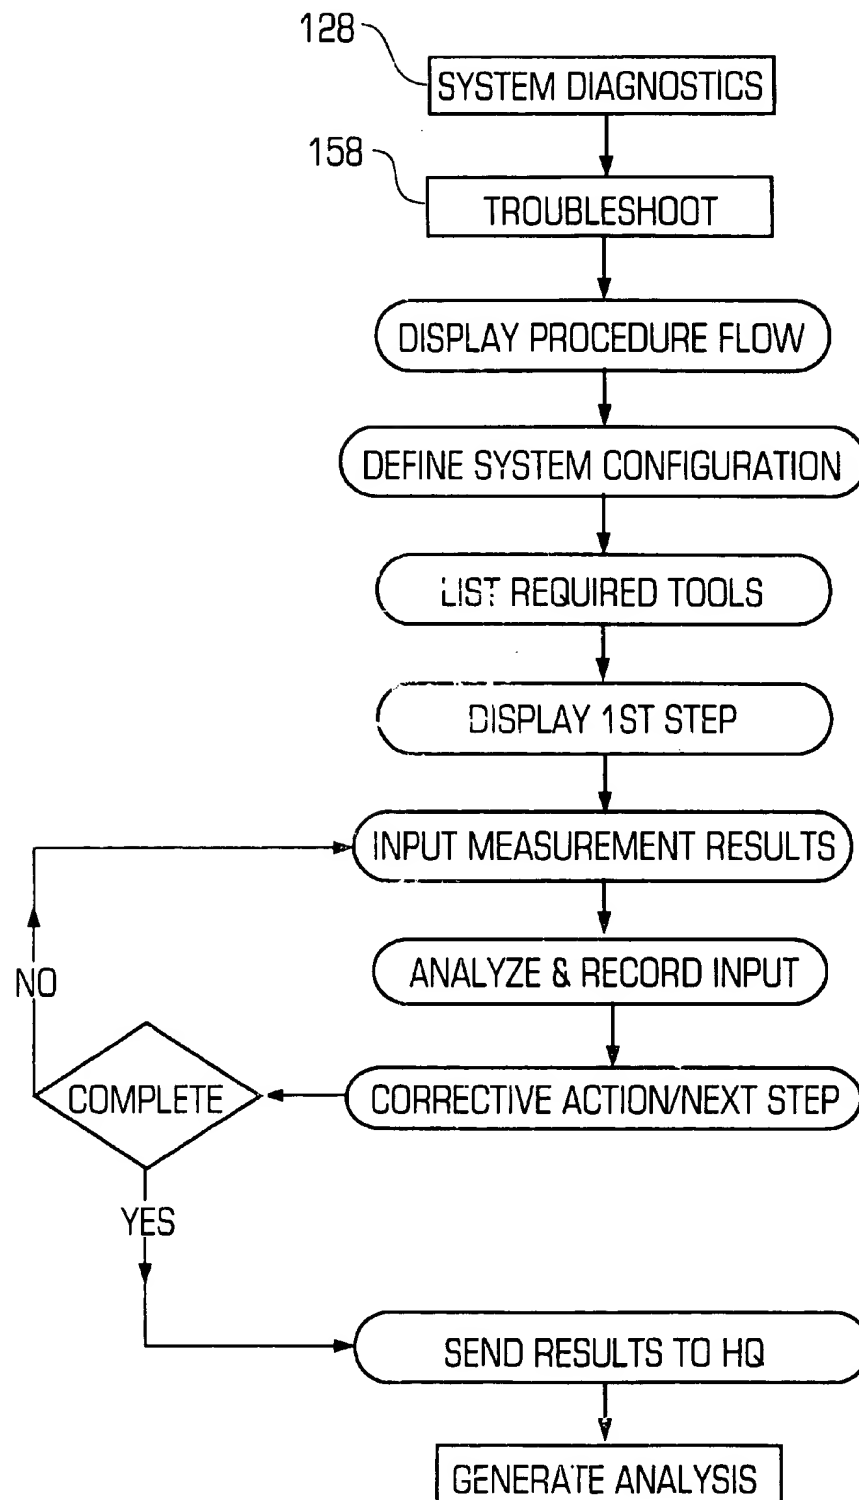 128
SYSTEM DIAGNOSTICS
158
TROUBLESHOOT
DISPLAY PROCEDURE FLOW
DEFINE SYSTEM CONFIGURATION
LIST REQUIRED TOOLS
DISPLAY 1ST STEP
INPUT MEASUREMENT RESULTS
ANALYZE & RECORD INPUT
NO
COMPLETE
CORRECTIVE ACTION/NEXT STEP
YES
SEND RESULTS TO HQ
GENERATE ANALYSIS